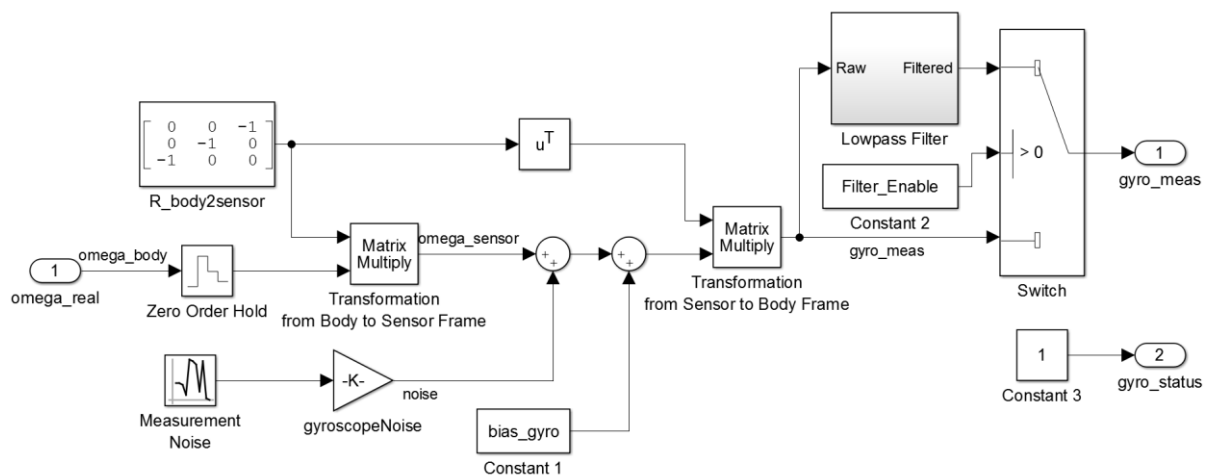 Raw Filtered
Lowpass Filter
0 0 -1
0 -1 0
-1 0 0
R_body2sensor
uT
> 0
1
gyro_meas
Filter_Enable
Constant 2
Matrix
Multiply
omega_sensor
+
+
+
+
Matrix
Multiply
gyro_meas
omega_body
1
omega_real
Zero Order Hold
Transformation
from Body to Sensor Frame
Transformation
from Sensor to Body Frame
Switch
Measurement
Noise
-K-
noise
gyroscopeNoise
bias_gyro
Constant 1
1
Constant 3
2
gyro_status